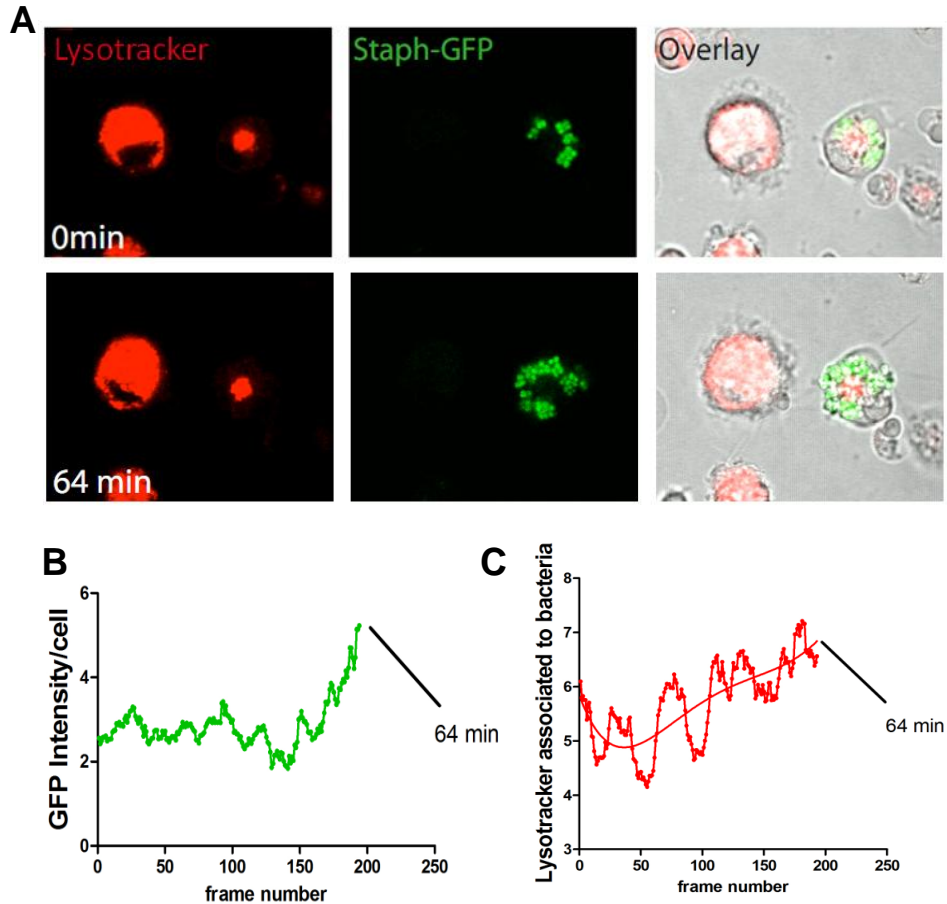 A
Lysotracker
Staph-GFP
Overlay
0min
64 min
B
GFP Intensity/cell
6
4
2
0
0 50 100 150 200 250
frame number
64 min
C
Lysotracker associated to bacteria
8
7
6
5
4
3
0 50 100 150 200 250
frame number
64 min